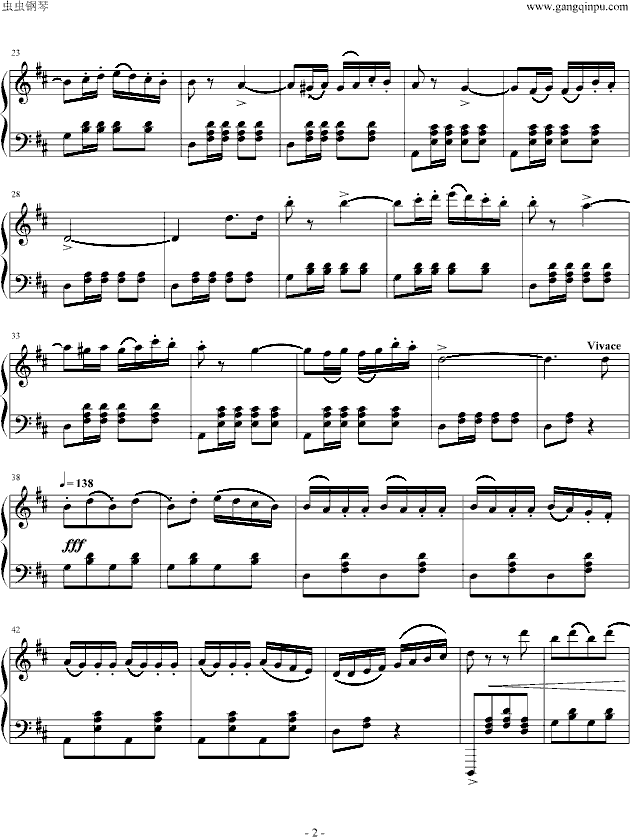 虫虫钢琴 www.gangqinpu.com
23
28
33
Vivace
38
♩ = 138
fff
42
- 2 -